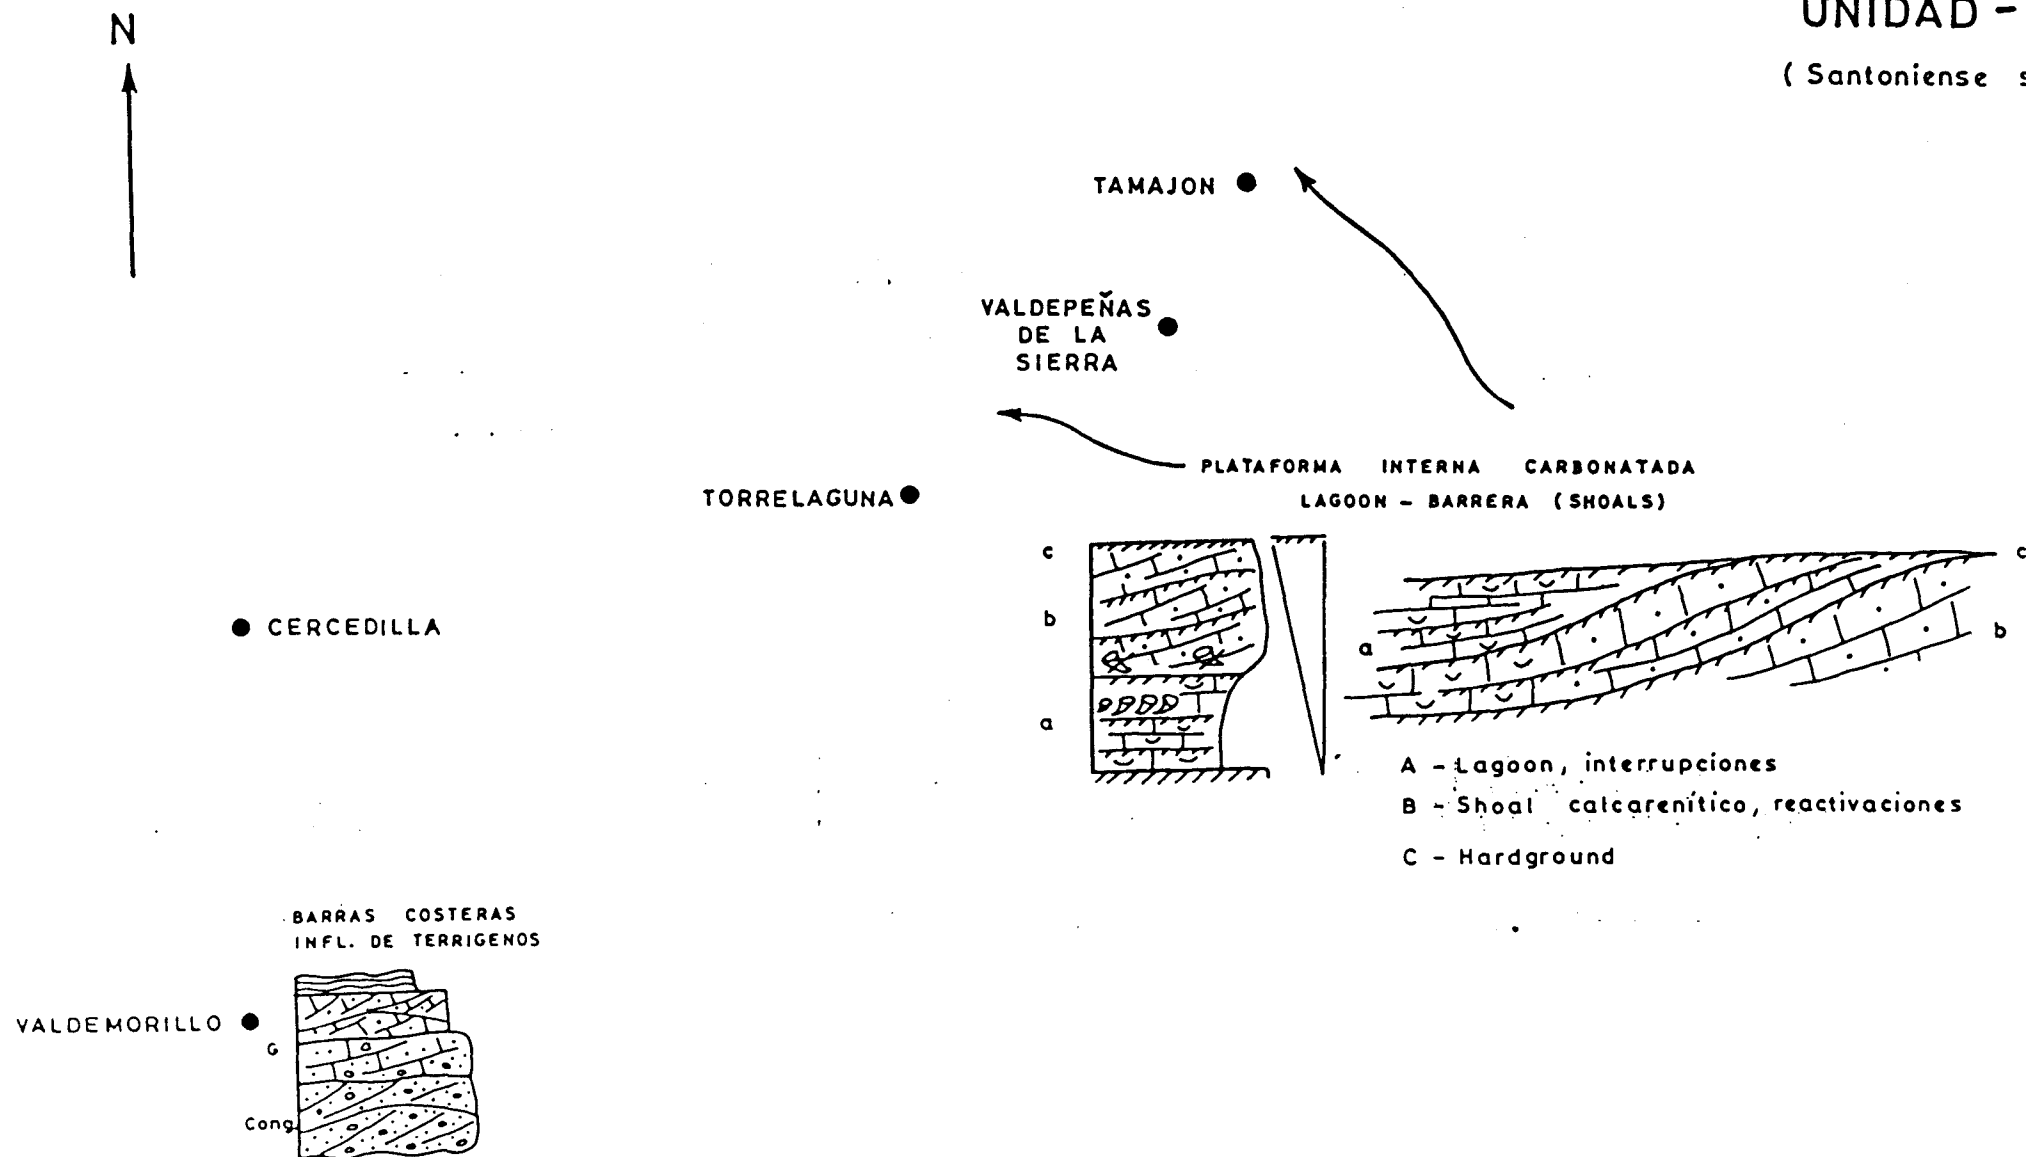 N
UNIDAD -
( Santoniense s
TAMAJON
VALDEPEÑAS
DE LA
SIERRA
PLATAFORMA INTERNA CARBONATADA
LAGOON - BARRERA (SHOALS)
TORRELAGUNA
c
b
a
c
b
a
CERCEDILLA
A - Lagoon, interrupciones
B - Shoal calcarenítico, reactivaciones
C - Hardground
BARRAS COSTERAS
INFL. DE TERRIGENOS
VALDEMORILLO
G
Cong.